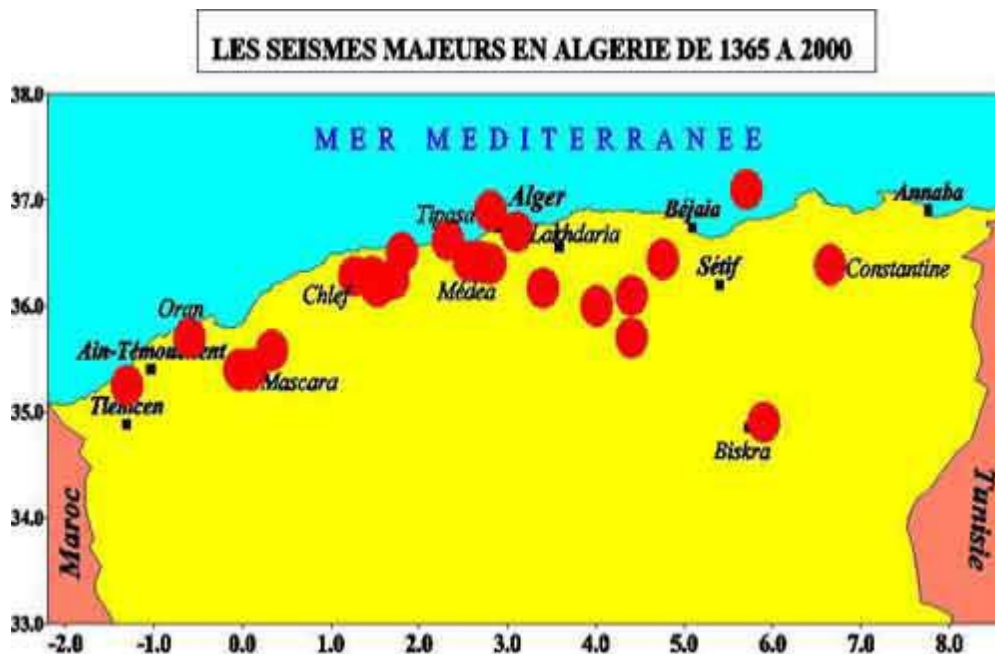 LES SEISMES MAJEURS EN ALGERIE DE 1365 A 2000
38.0
MER MEDITERRANEE
37.0
Annaba
Alger
Béjaia
Tipasa
Lakhdaria
Sétif
Constantine
36.0
Chlef
Médea
Oran
Ain-Témouchent
Mascara
Tlemcen
35.0
Biskra
34.0
Maroc
Tunisie
33.0
-2.0 -1.0 0.0 1.0 2.0 3.0 4.0 5.0 6.0 7.0 8.0